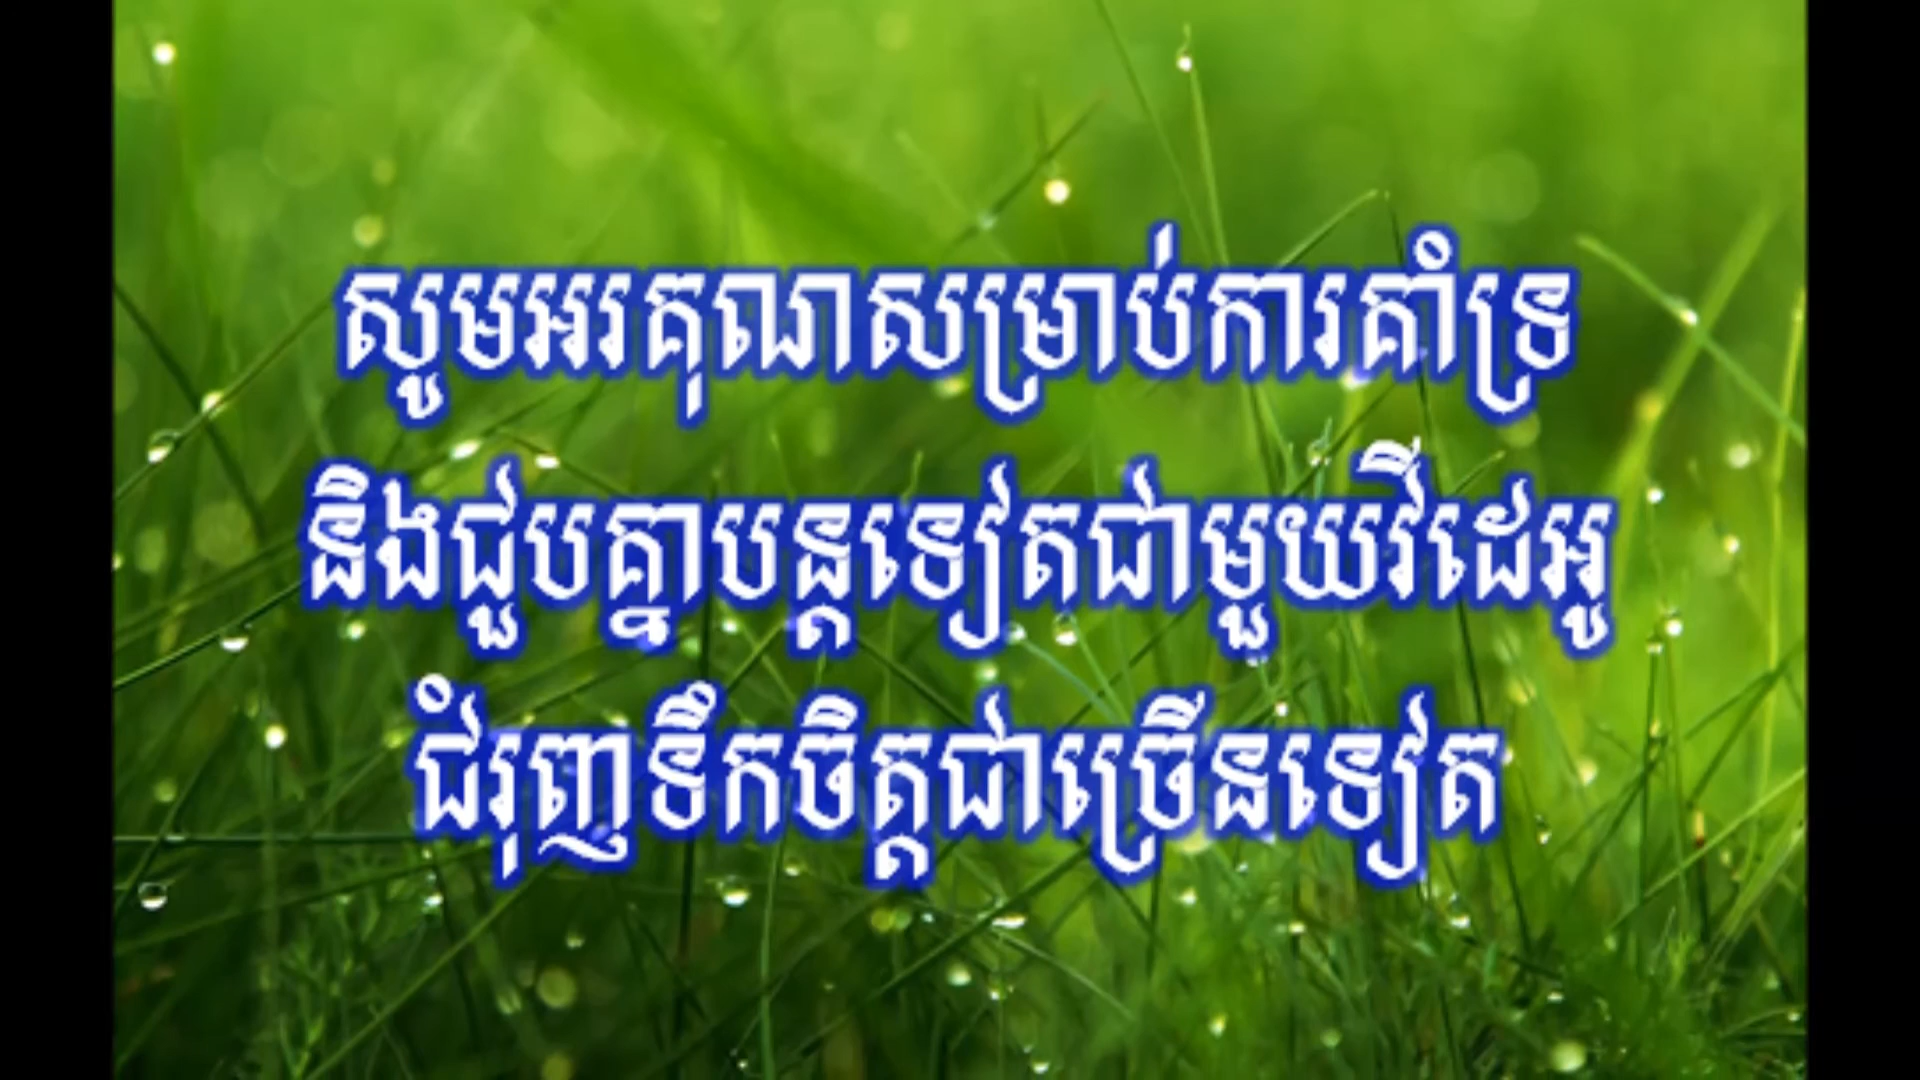 សូមអរគុណសម្រាប់ការគាំទ្រ
និងជួបគ្នាបន្តទៀតជាមួយវីដេអូ
ជំរុញទឹកចិត្តជាច្រើនទៀត